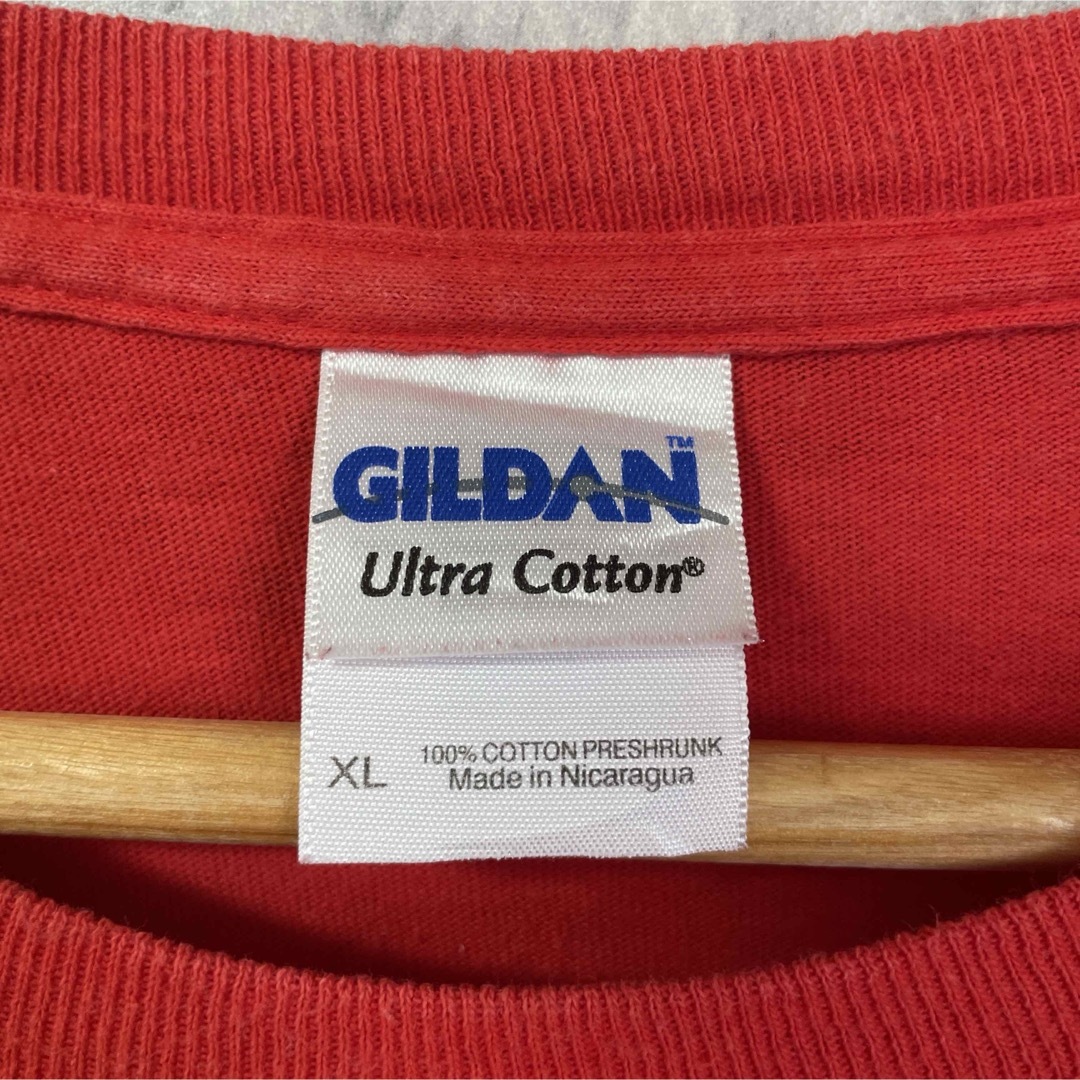 GILDAN™
Ultra Cotton®
XL
100% COTTON PRESHRUNK
Made in Nicaragua